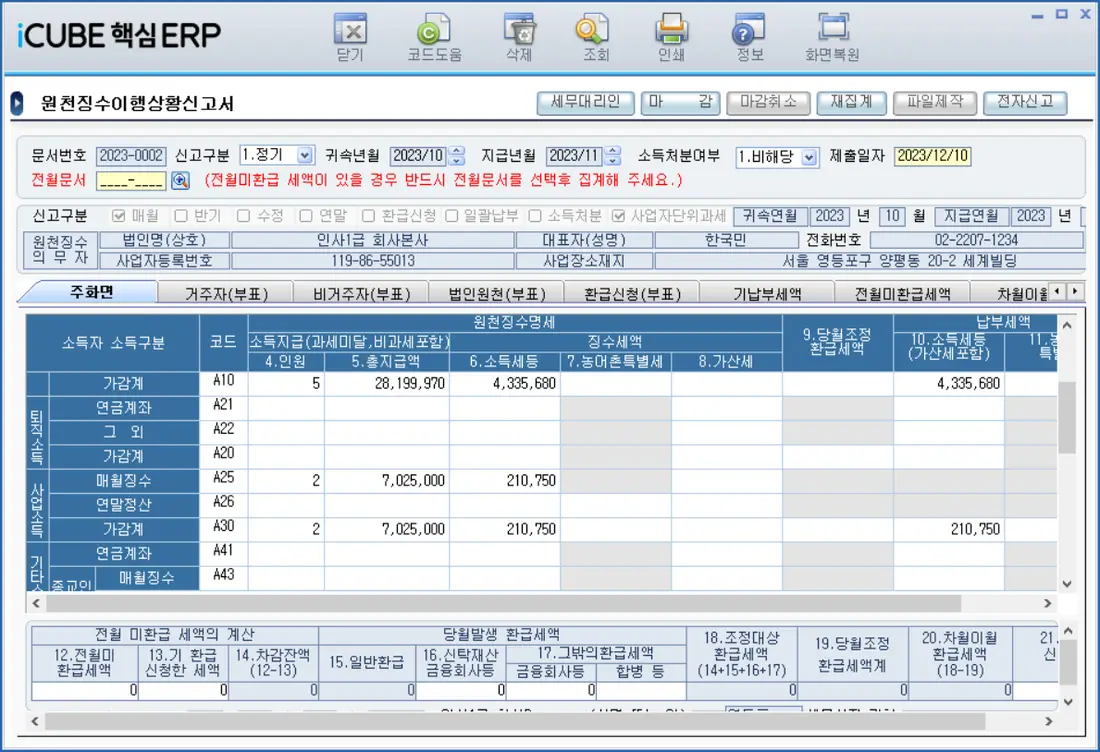 iCUBE 핵심 ERP
닫기 코드도움 삭제 조회 인쇄 정보 화면복원
원천징수이행상황신고서 세무대리인 마 감 마감취소 재집계 파일제작 전자신고
문서번호 2023-0002 신고구분 1.정기 귀속년월 2023/10 지급년월 2023/11 소득처분여부 1.비해당 제출일자 2023/12/10
전월문서 ____-____ (전월미환급 세액이 있을 경우 반드시 전월문서를 선택후 집계해 주세요.)
신고구분 매월 반기 수정 연말 환급신청 일괄납부 소득처분 사업자단위과세 귀속연월 2023 년 10 월 지급연월 2023 년
원천징수 의 무 자 법인명(상호) 인사1급 회사본사 대표자(성명) 한국민 전화번호 02-2207-1234
사업자등록번호 119-86-55013 사업장소재지 서울 영등포구 양평동 20-2 세계빌딩
주화면 거주자(부표) 비거주자(부표) 법인원천(부표) 환급신청(부표) 기납부세액 전월미환급세액 차월미환
소득자 소득구분 코드 원천징수명세 9.당월조정 환급세액 납부세액
소득지급(과세미달,비과세포함) 징수세액 10.소득세등 (가산세포함) 11.농 특별
4.인원 5.총지급액 6.소득세등 7.농어촌특별세 8.가산세
가감계 A10 5 28,199,970 4,335,680 4,335,680
퇴직소득 연금계좌 A21
그 외 A22
가감계 A20
사업소득 매월징수 A25 2 7,025,000 210,750
연말정산 A26
가감계 A30 2 7,025,000 210,750 210,750
기타소 연금계좌 A41
종교인 매월징수 A43
전월 미환급 세액의 계산 당월발생 환급세액 18.조정대상 환급세액 (14+15+16+17) 19.당월조정 환급세액계 20.차월이월 환급세액 (18-19) 21. 신
12.전월미 환급세액 13.기 환급 신청한 세액 14.차감잔액 (12-13) 15.일반환급 16.신탁재산 금융회사등 17.그밖의환급세액
금융회사등 합병 등
0 0 0 0 0 0 0 0 0